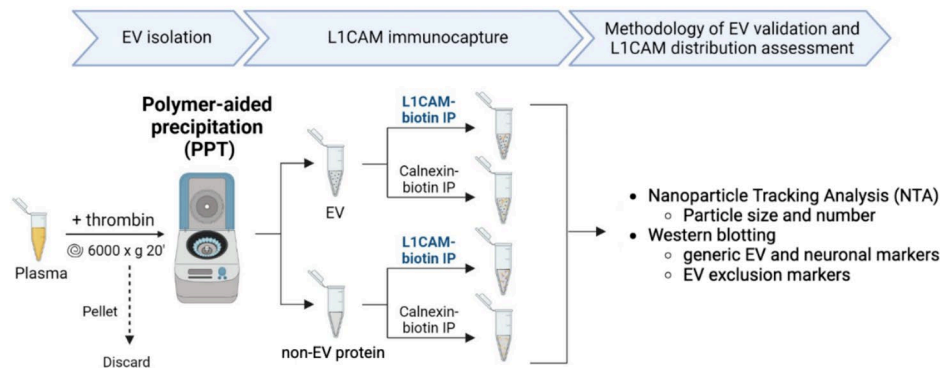 EV isolation
L1CAM immunocapture
Methodology of EV validation and
L1CAM distribution assessment
Polymer-aided
precipitation
(PPT)
Plasma
+ thrombin
6000 x g 20'
Pellet
Discard
EV
non-EV protein
L1CAM-
biotin IP
Calnexin-
biotin IP
L1CAM-
biotin IP
Calnexin-
biotin IP
• Nanoparticle Tracking Analysis (NTA)
○ Particle size and number
• Western blotting
○ generic EV and neuronal markers
○ EV exclusion markers